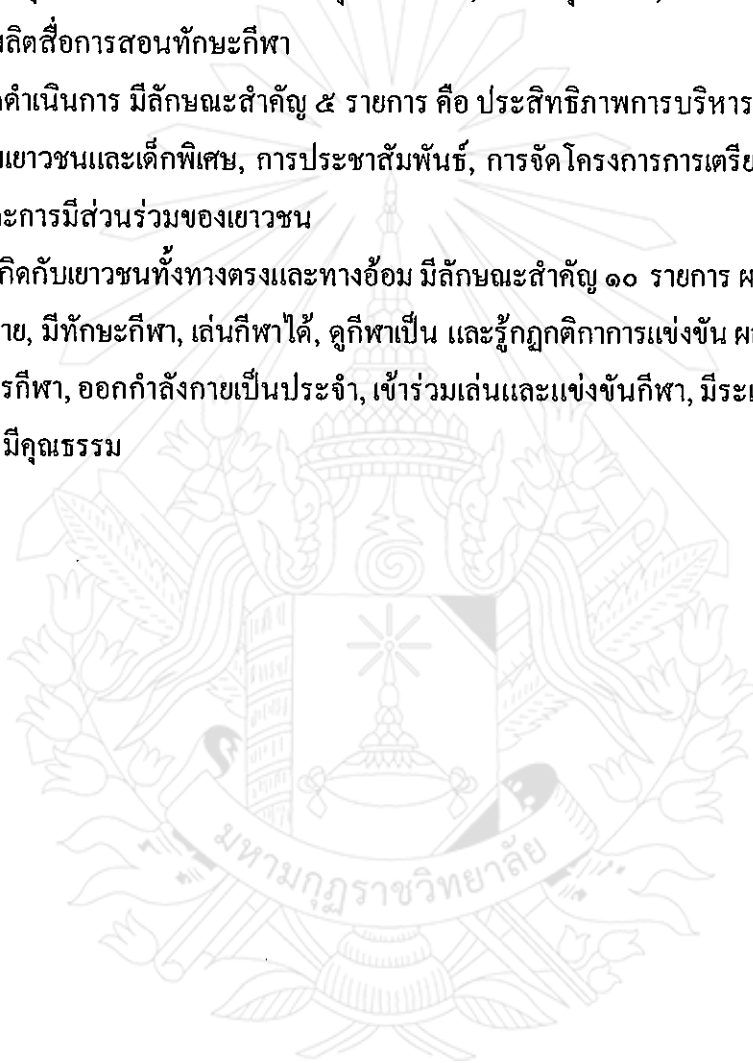 ผลิตสื่อการสอนทักษะกีฬา
ดำเนินการ มีลักษณะสำคัญ ๕ รายการ คือ ประสิทธิภาพการบริหาร
เยาวชนและเด็กพิเศษ, การประชาสัมพันธ์, การจัดโครงการการเตรีย
ะการมีส่วนร่วมของเยาวชน
กิดกับเยาวชนทั้งทางตรงและทางอ้อม มีลักษณะสำคัญ ๑๐ รายการ ผ
าย, มีทักษะกีฬา, เล่นกีฬาได้, ดูกีฬาเป็น และรู้กฎกติกาการแข่งขัน ผ
รกีฬา, ออกกำลังกายเป็นประจำ, เข้าร่วมเล่นและแข่งขันกีฬา, มีระเ
มีคุณธรรม
มหามกุฏราชวิทยาลัย